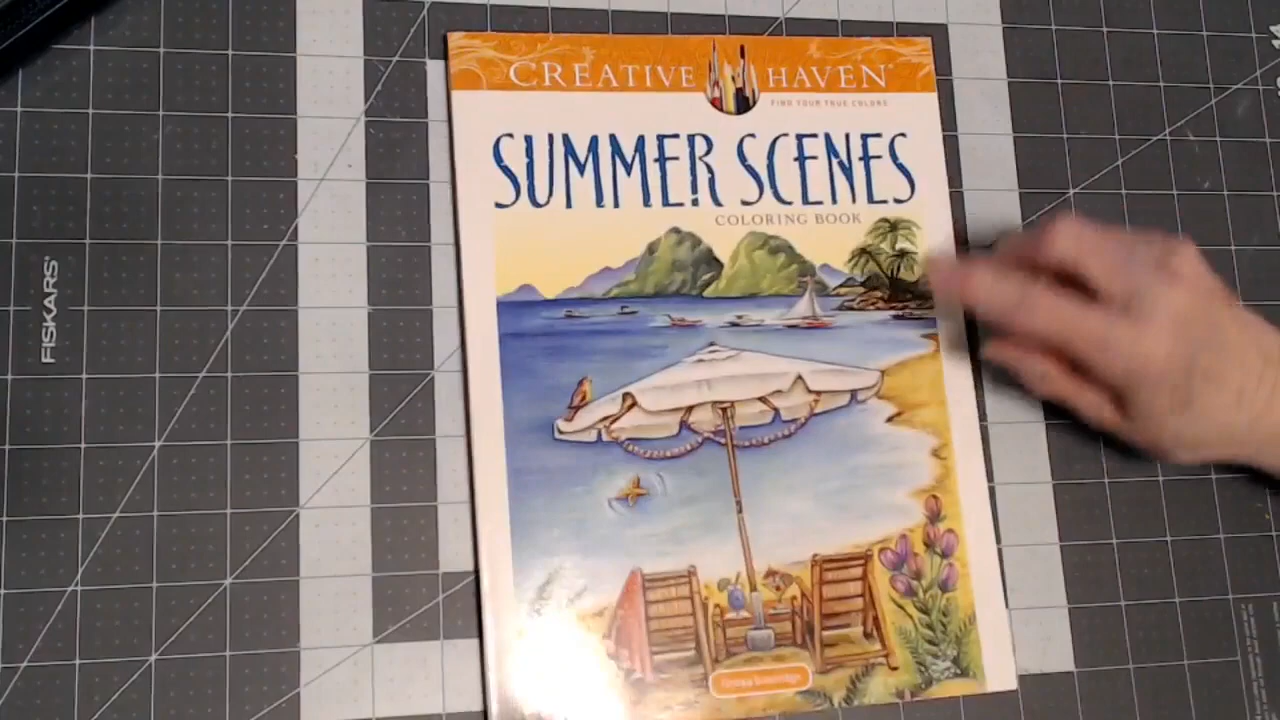 CREATIVE HAVEN®
FIND YOUR TRUE COLORS
SUMMER SCENES
COLORING BOOK
FISKARS®